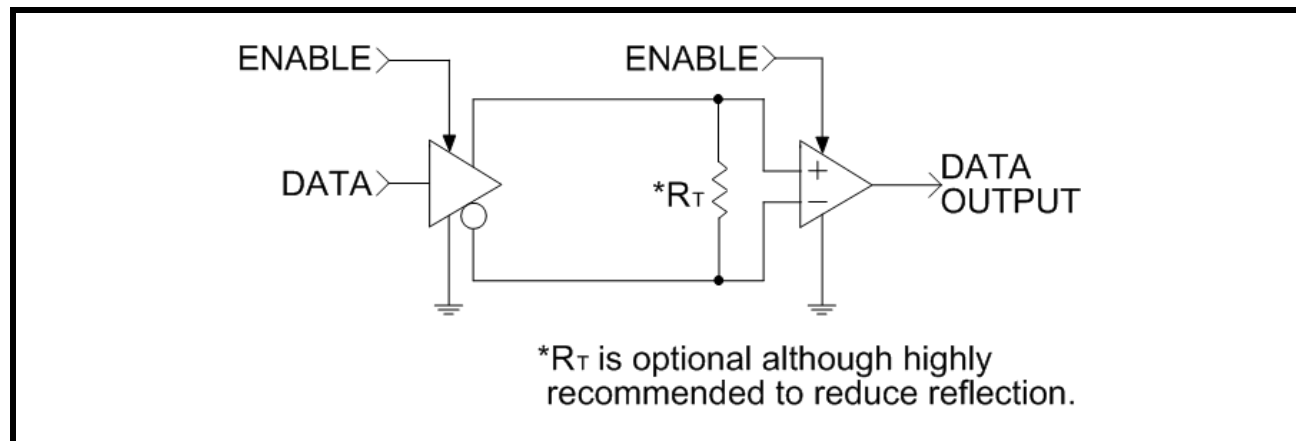 ENABLE
ENABLE
DATA
*RT
+
−
DATA
OUTPUT
*RT is optional although highly
recommended to reduce reflection.